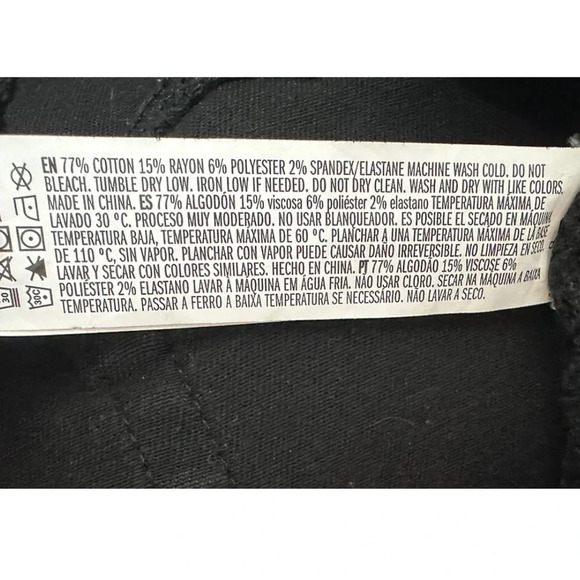 EN 77% COTTON 15% RAYON 6% POLYESTER 2% SPANDEX/ELASTANE MACHINE WASH COLD. DO NOT
BLEACH. TUMBLE DRY LOW. IRON LOW IF NEEDED. DO NOT DRY CLEAN. WASH AND DRY WITH LIKE COLORS.
MADE IN CHINA. ES 77% ALGODÓN 15% viscosa 6% poliéster 2% elastano TEMPERATURA MÁXIMA DE
LAVADO 30 ºC. PROCESO MUY MODERADO. NO USAR BLANQUEADOR. ES POSIBLE EL SECADO EN MÁQUINA
TEMPERATURA BAJA, TEMPERATURA MÁXIMA DE 60 ºC. PLANCHAR A UNA TEMPERATURA MÁXIMA DE LA BASE
DE 110 ºC, SIN VAPOR. PLANCHAR CON VAPOR PUEDE CAUSAR DAÑO IRREVERSIBLE. NO LIMPIEZA EN SECO.
LAVAR Y SECAR CON COLORES SIMILARES. HECHO EN CHINA. PT 77% ALGODÃO 15% VISCOSE 6%
POLIÉSTER 2% ELASTANO LAVAR À MÁQUINA EM ÁGUA FRIA. NÃO USAR CLORO. SECAR NA MÁQUINA A BAIXA
TEMPERATURA. PASSAR A FERRO A BAIXA TEMPERATURA SE NECESSÁRIO. NÃO LAVAR A SECO.
30
30C